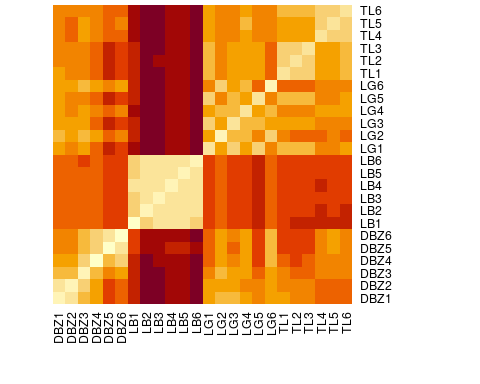 TL6
TL5
TL4
TL3
TL2
TL1
LG6
LG5
LG4
LG3
LG2
LG1
LB6
LB5
LB4
LB3
LB2
LB1
DBZ6
DBZ5
DBZ4
DBZ3
DBZ2
DBZ1
DBZ1 DBZ2 DBZ3 DBZ4 DBZ5 DBZ6 LB1 LB2 LB3 LB4 LB5 LB6 LG1 LG2 LG3 LG4 LG5 LG6 TL1 TL2 TL3 TL4 TL5 TL6